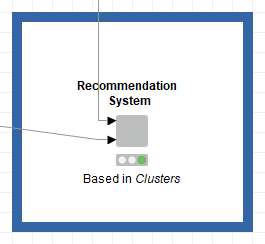 Recommendation
System
Based in Clusters